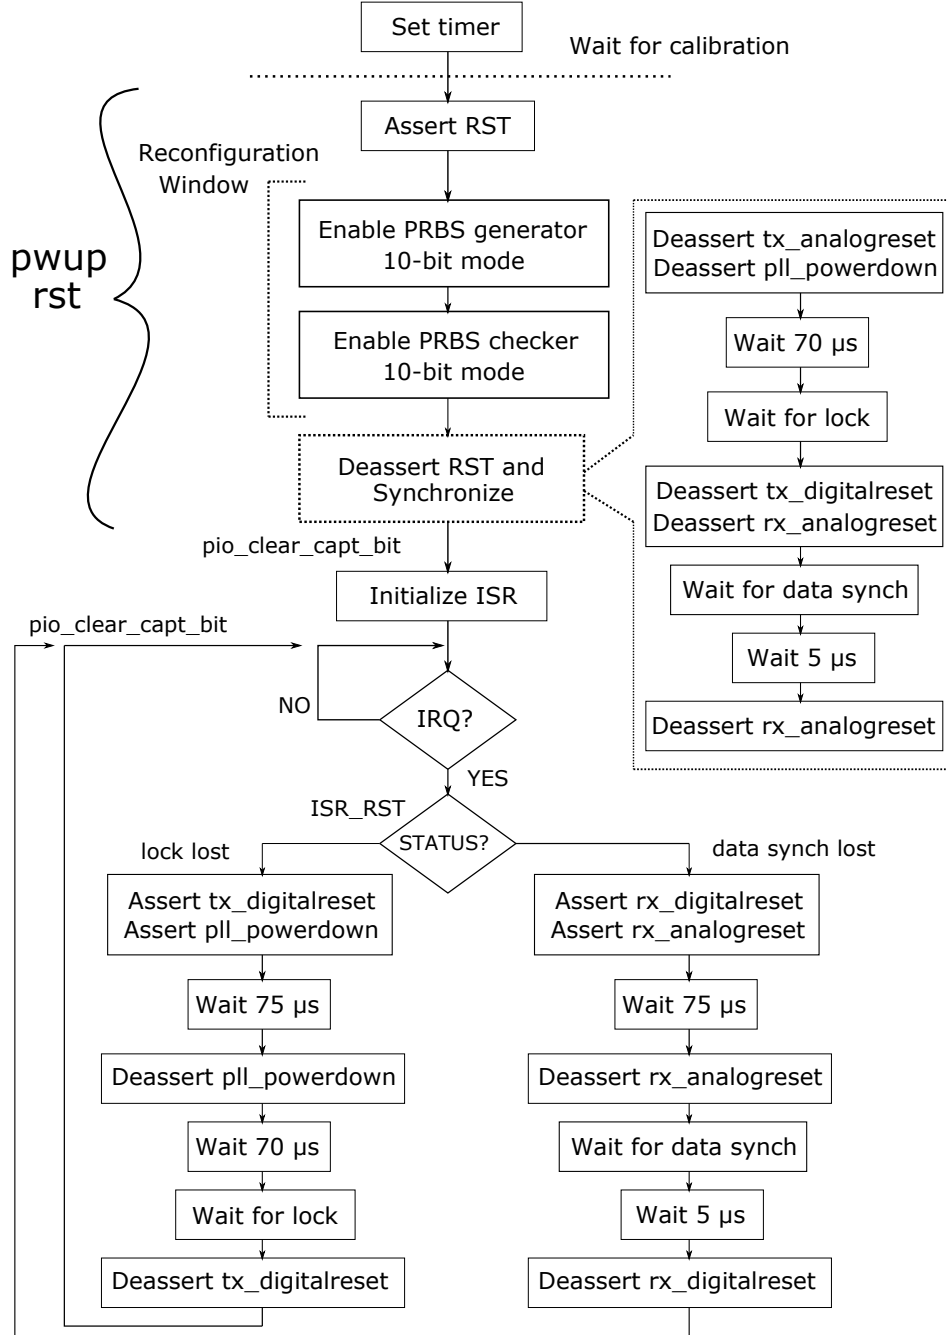 Set timer
Wait for calibration
Assert RST
Reconfiguration
Window
pwup
rst
Enable PRBS generator
10-bit mode
Enable PRBS checker
10-bit mode
Deassert RST and
Synchronize
Deassert tx_analogreset
Deassert pll_powerdown
Wait 70 µs
Wait for lock
Deassert tx_digitalreset
Deassert rx_analogreset
Wait for data synch
Wait 5 µs
Deassert rx_analogreset
pio_clear_capt_bit
Initialize ISR
pio_clear_capt_bit
IRQ?
NO
YES
ISR_RST
STATUS?
lock lost
data synch lost
Assert tx_digitalreset
Assert pll_powerdown
Wait 75 µs
Deassert pll_powerdown
Wait 70 µs
Wait for lock
Deassert tx_digitalreset
Assert rx_digitalreset
Assert rx_analogreset
Wait 75 µs
Deassert rx_analogreset
Wait for data synch
Wait 5 µs
Deassert rx_digitalreset